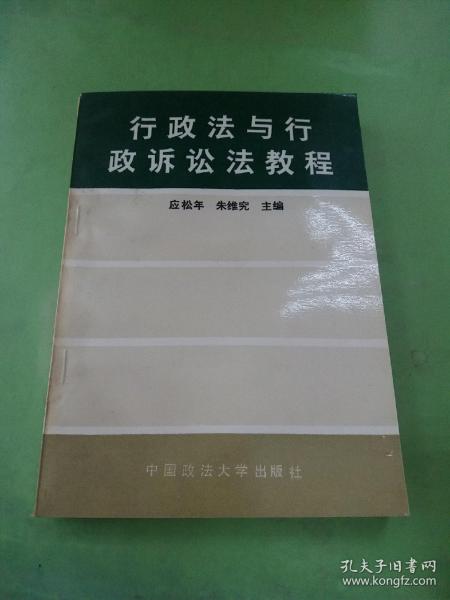 行政法与行
政诉讼法教程
应松年 朱维究 主编
中国政法大学出版社
孔夫子旧书网
www.kongfz.com